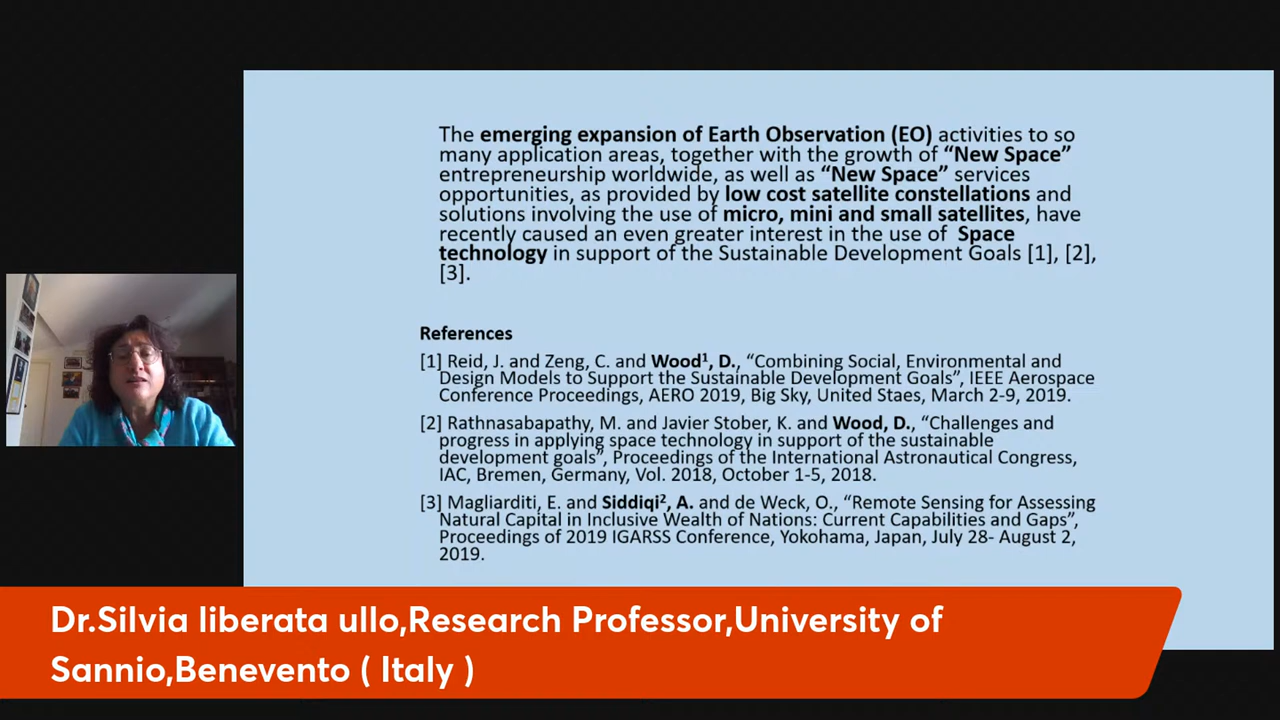 The emerging expansion of Earth Observation (EO) activities to so
many application areas, together with the growth of “New Space”
entrepreneurship worldwide, as well as “New Space” services
opportunities, as provided by low cost satellite constellations and
solutions involving the use of micro, mini and small satellites, have
recently caused an even greater interest in the use of Space
technology in support of the Sustainable Development Goals [1], [2],
[3].
References
[1] Reid, J. and Zeng, C. and Wood¹, D., “Combining Social, Environmental and
Design Models to Support the Sustainable Development Goals”, IEEE Aerospace
Conference Proceedings, AERO 2019, Big Sky, United Staes, March 2-9, 2019.
[2] Rathnasabapathy, M. and Javier Stober, K. and Wood, D., “Challenges and
progress in applying space technology in support of the sustainable
development goals”, Proceedings of the International Astronautical Congress,
IAC, Bremen, Germany, Vol. 2018, October 1-5, 2018.
[3] Magliarditi, E. and Siddiqi², A. and de Weck, O., “Remote Sensing for Assessing
Natural Capital in Inclusive Wealth of Nations: Current Capabilities and Gaps”,
Proceedings of 2019 IGARSS Conference, Yokohama, Japan, July 28- August 2,
2019.
Dr.Silvia liberata ullo,Research Professor,University of
Sannio,Benevento ( Italy )